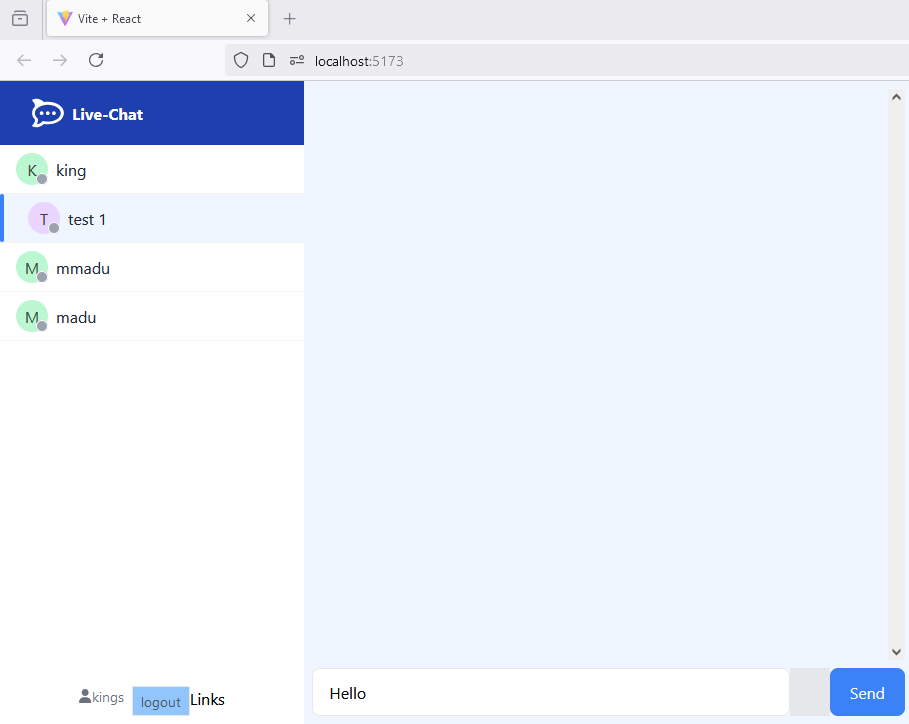 Vite + React
localhost:5173
Live-Chat
K king
T test 1
M mmadu
M madu
kings logout Links
Hello Send